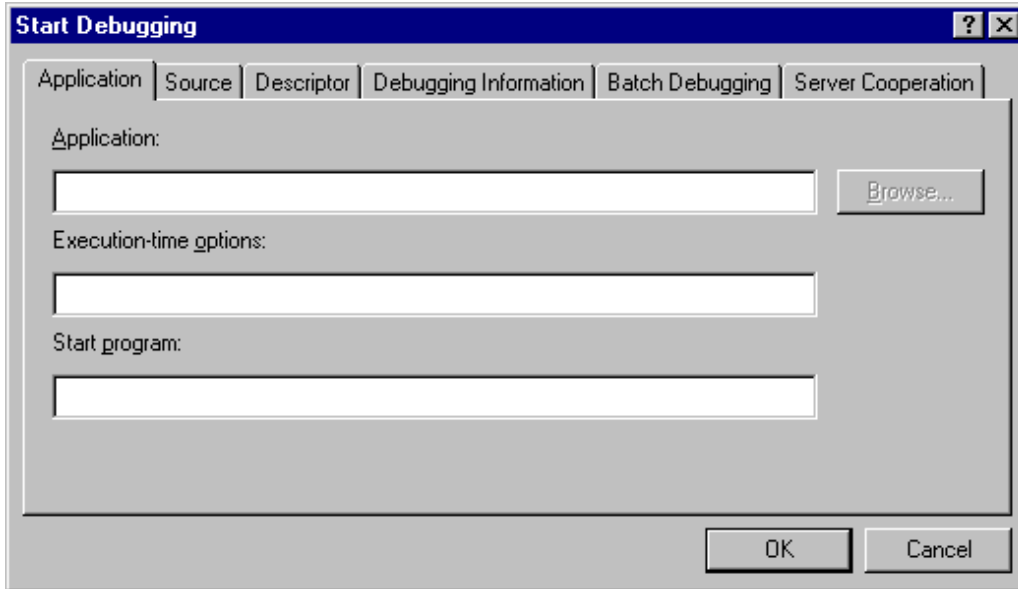 Start Debugging ? X
Application Source Descriptor Debugging Information Batch Debugging Server Cooperation
Application:
Browse...
Execution-time options:
Start program:
OK Cancel